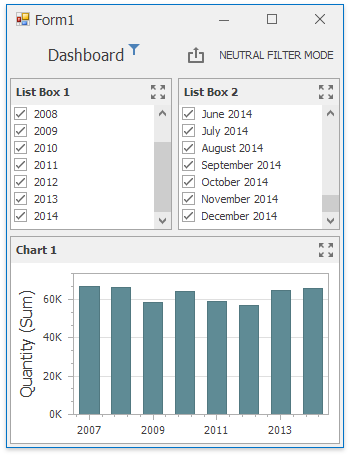 Form1
Dashboard NEUTRAL FILTER MODE
List Box 1
2008
2009
2010
2011
2012
2013
2014
List Box 2
June 2014
July 2014
August 2014
September 2014
October 2014
November 2014
December 2014
Chart 1
Quantity (Sum)
60K
40K
20K
0K
2007 2009 2011 2013